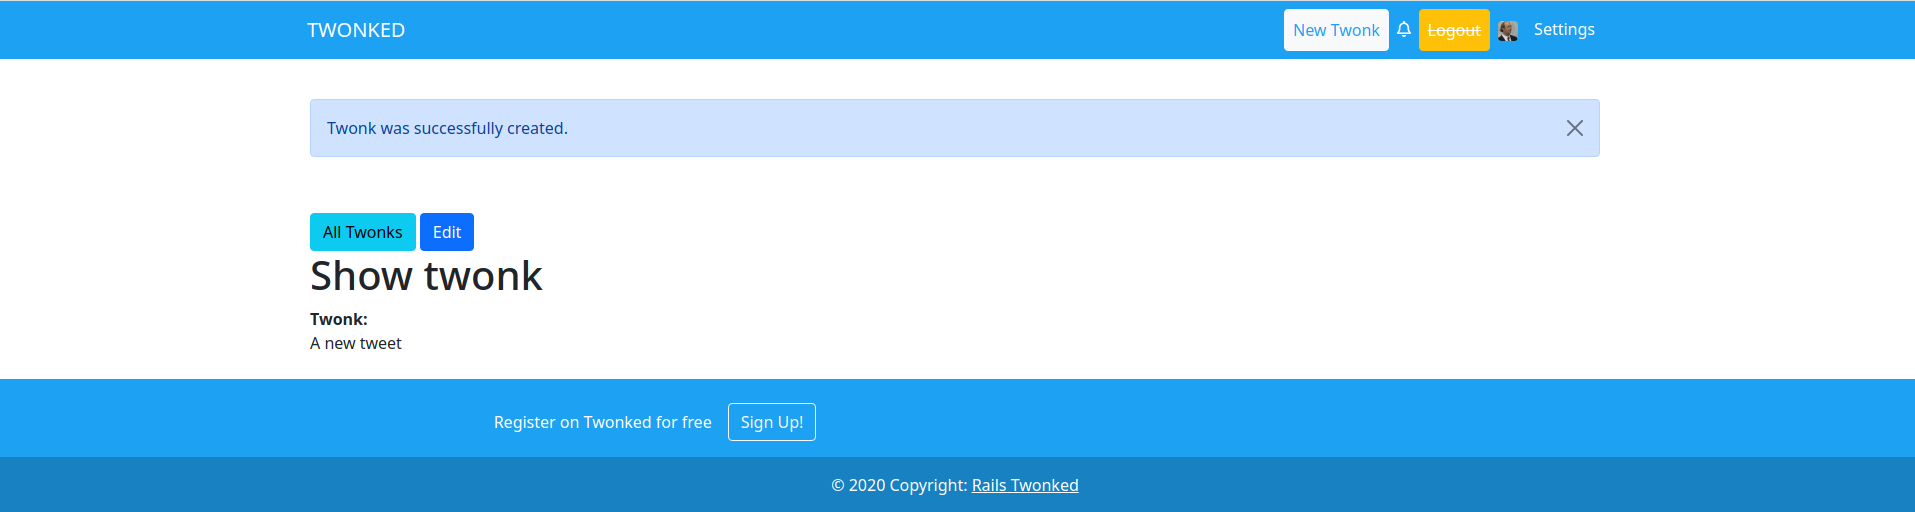 TWONKED New Twonk Logout Settings
Twonk was successfully created.
All Twonks Edit
Show twonk
Twonk:
A new tweet
Register on Twonked for free Sign Up!
© 2020 Copyright: Rails Twonked